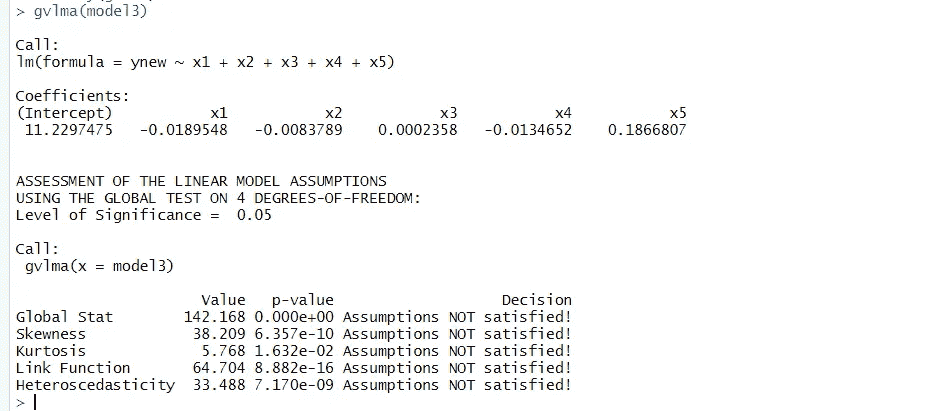 > gvlma(model3)
Call:
lm(formula = ynew ~ x1 + x2 + x3 + x4 + x5)
Coefficients:
(Intercept) x1 x2 x3 x4 x5
11.2297475 -0.0189548 -0.0083789 0.0002358 -0.0134652 0.1866807
ASSESSMENT OF THE LINEAR MODEL ASSUMPTIONS
USING THE GLOBAL TEST ON 4 DEGREES-OF-FREEDOM:
Level of Significance = 0.05
Call:
gvlma(x = model3)
Value p-value Decision
Global Stat 142.168 0.000e+00 Assumptions NOT satisfied!
Skewness 38.209 6.357e-10 Assumptions NOT satisfied!
Kurtosis 5.768 1.632e-02 Assumptions NOT satisfied!
Link Function 64.704 8.882e-16 Assumptions NOT satisfied!
Heteroscedasticity 33.488 7.170e-09 Assumptions NOT satisfied!
>